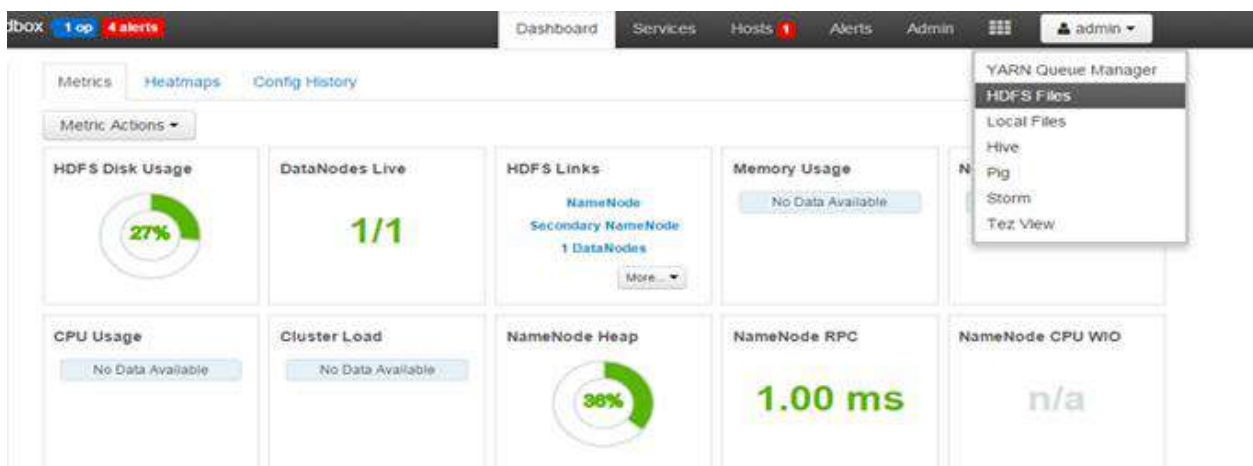 dbox 1 op 4 alerts Dashboard Services Hosts 1 Alerts Admin admin
YARN Queue Manager
HDFS Files
Local Files
Hive
Pig
Storm
Tez View
Metrics Heatmaps Config History
Metric Actions
HDFS Disk Usage DataNodes Live HDFS Links Memory Usage N
27% 1/1 NameNode No Data Available
Secondary NameNode
1 DataNodes
More...
CPU Usage Cluster Load NameNode Heap NameNode RPC NameNode CPU WIO
No Data Available No Data Available 36% 1.00 ms n/a